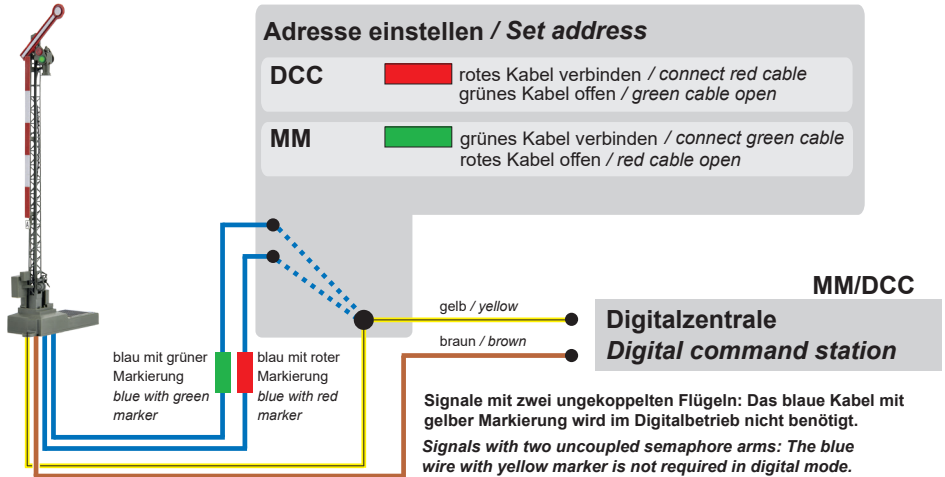 Adresse einstellen / Set address
DCC
rotes Kabel verbinden / connect red cable
grünes Kabel offen / green cable open
MM
grünes Kabel verbinden / connect green cable
rotes Kabel offen / red cable open
MM/DCC
gelb / yellow
Digitalzentrale
Digital command station
braun / brown
blau mit grüner
Markierung
blue with green
marker
blau mit roter
Markierung
blue with red
marker
Signale mit zwei ungekoppelten Flügeln: Das blaue Kabel mit
gelber Markierung wird im Digitalbetrieb nicht benötigt.
Signals with two uncoupled semaphore arms: The blue
wire with yellow marker is not required in digital mode.